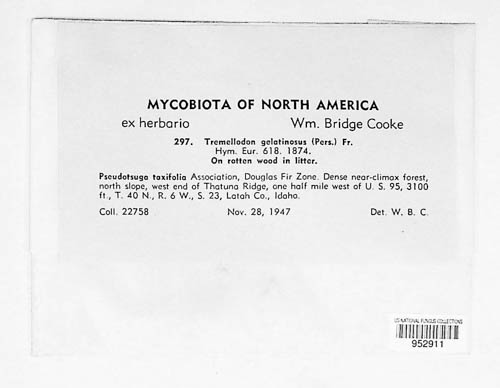 MYCOBIOTA OF NORTH AMERICA
ex herbario Wm. Bridge Cooke
297. Tremellodon gelatinosus (Pers.) Fr.
Hym. Eur. 618. 1874.
On rotten wood in litter.
Pseudotsuga taxifolia Association, Douglas Fir Zone. Dense near-climax forest,
north slope, west end of Thatuna Ridge, one half mile west of U. S. 95, 3100
ft., T. 40 N., R. 6 W., S. 23, Latah Co., Idaho.
Coll. 22758 Nov. 28, 1947 Det. W. B. C.
US NATIONAL FUNGUS COLLECTIONS
952911